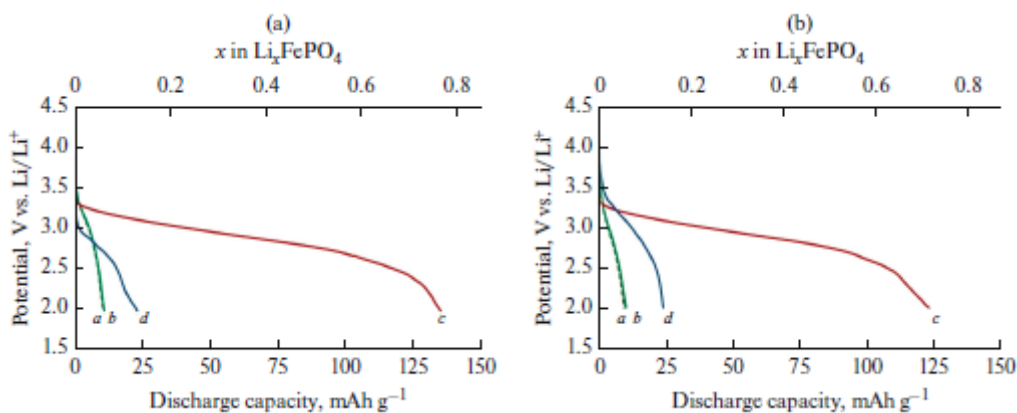 (a)
x in LixFePO4
0 0.2 0.4 0.6 0.8
4.5
4.0
3.5
3.0
2.5
2.0
1.5
Potential, V vs. Li/Li+
a b d c
0 25 50 75 100 125 150
Discharge capacity, mAh g−1
(b)
x in LixFePO4
0 0.2 0.4 0.6 0.8
4.5
4.0
3.5
3.0
2.5
2.0
1.5
Potential, V vs. Li/Li+
a b d c
0 25 50 75 100 125 150
Discharge capacity, mAh g−1